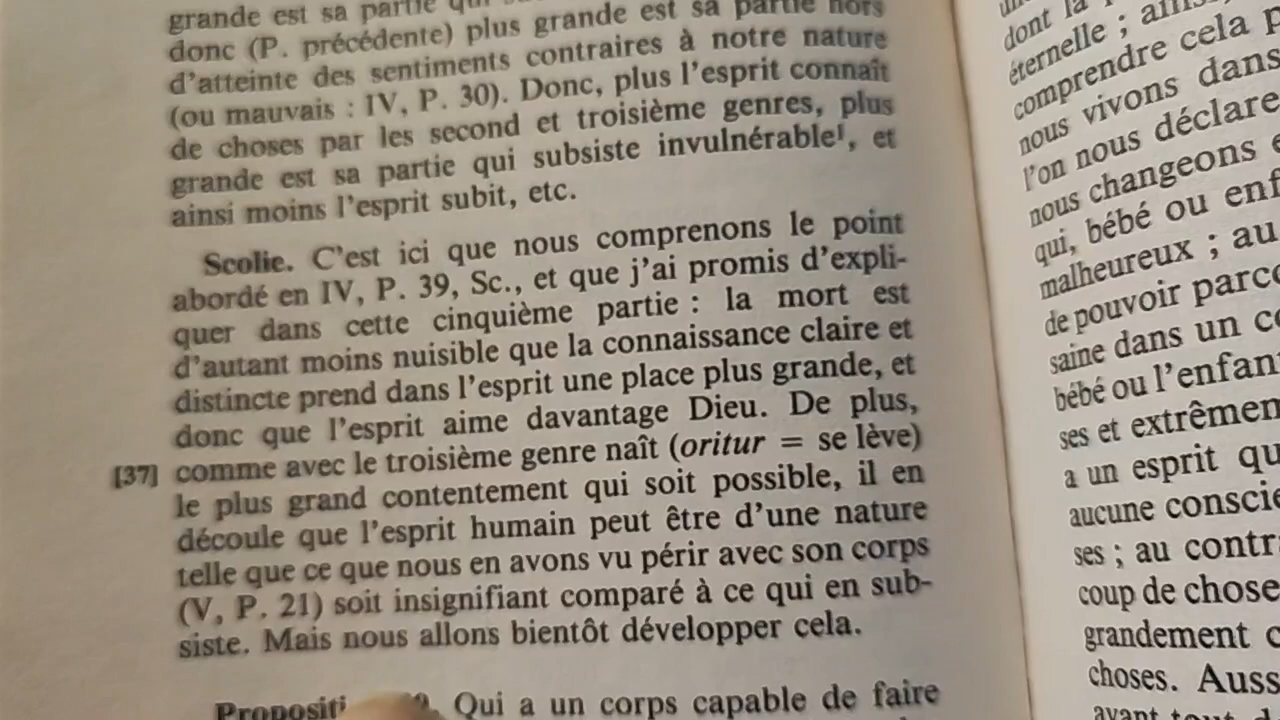 grande est sa partie
donc (P. précédente) plus grande est sa partie hors
d'atteinte des sentiments contraires à notre nature
(ou mauvais : IV, P. 30). Donc, plus l'esprit connaît
de choses par les second et troisième genres, plus
grande est sa partie qui subsiste invulnérable¹, et
ainsi moins l'esprit subit, etc.
Scolie. C'est ici que nous comprenons le point
abordé en IV, P. 39, Sc., et que j'ai promis d'expli-
quer dans cette cinquième partie : la mort est
d'autant moins nuisible que la connaissance claire et
distincte prend dans l'esprit une place plus grande, et
donc que l'esprit aime davantage Dieu. De plus,
[37] comme avec le troisième genre naît (oritur = se lève)
le plus grand contentement qui soit possible, il en
découle que l'esprit humain peut être d'une nature
telle que ce que nous en avons vu périr avec son corps
(V, P. 21) soit insignifiant comparé à ce qui en sub-
siste. Mais nous allons bientôt développer cela.
Qui a un corps capable de faire
dont la
éternelle ;
comprendre cela
nous vivons dans
l'on nous déclare
nous changeons
qui, bébé ou
malheureux ; au
de pouvoir
saine dans un
bébé ou l'enfan
ses et
a un esprit
aucune
ses ; au
coup de chose
grandement
choses.
avant